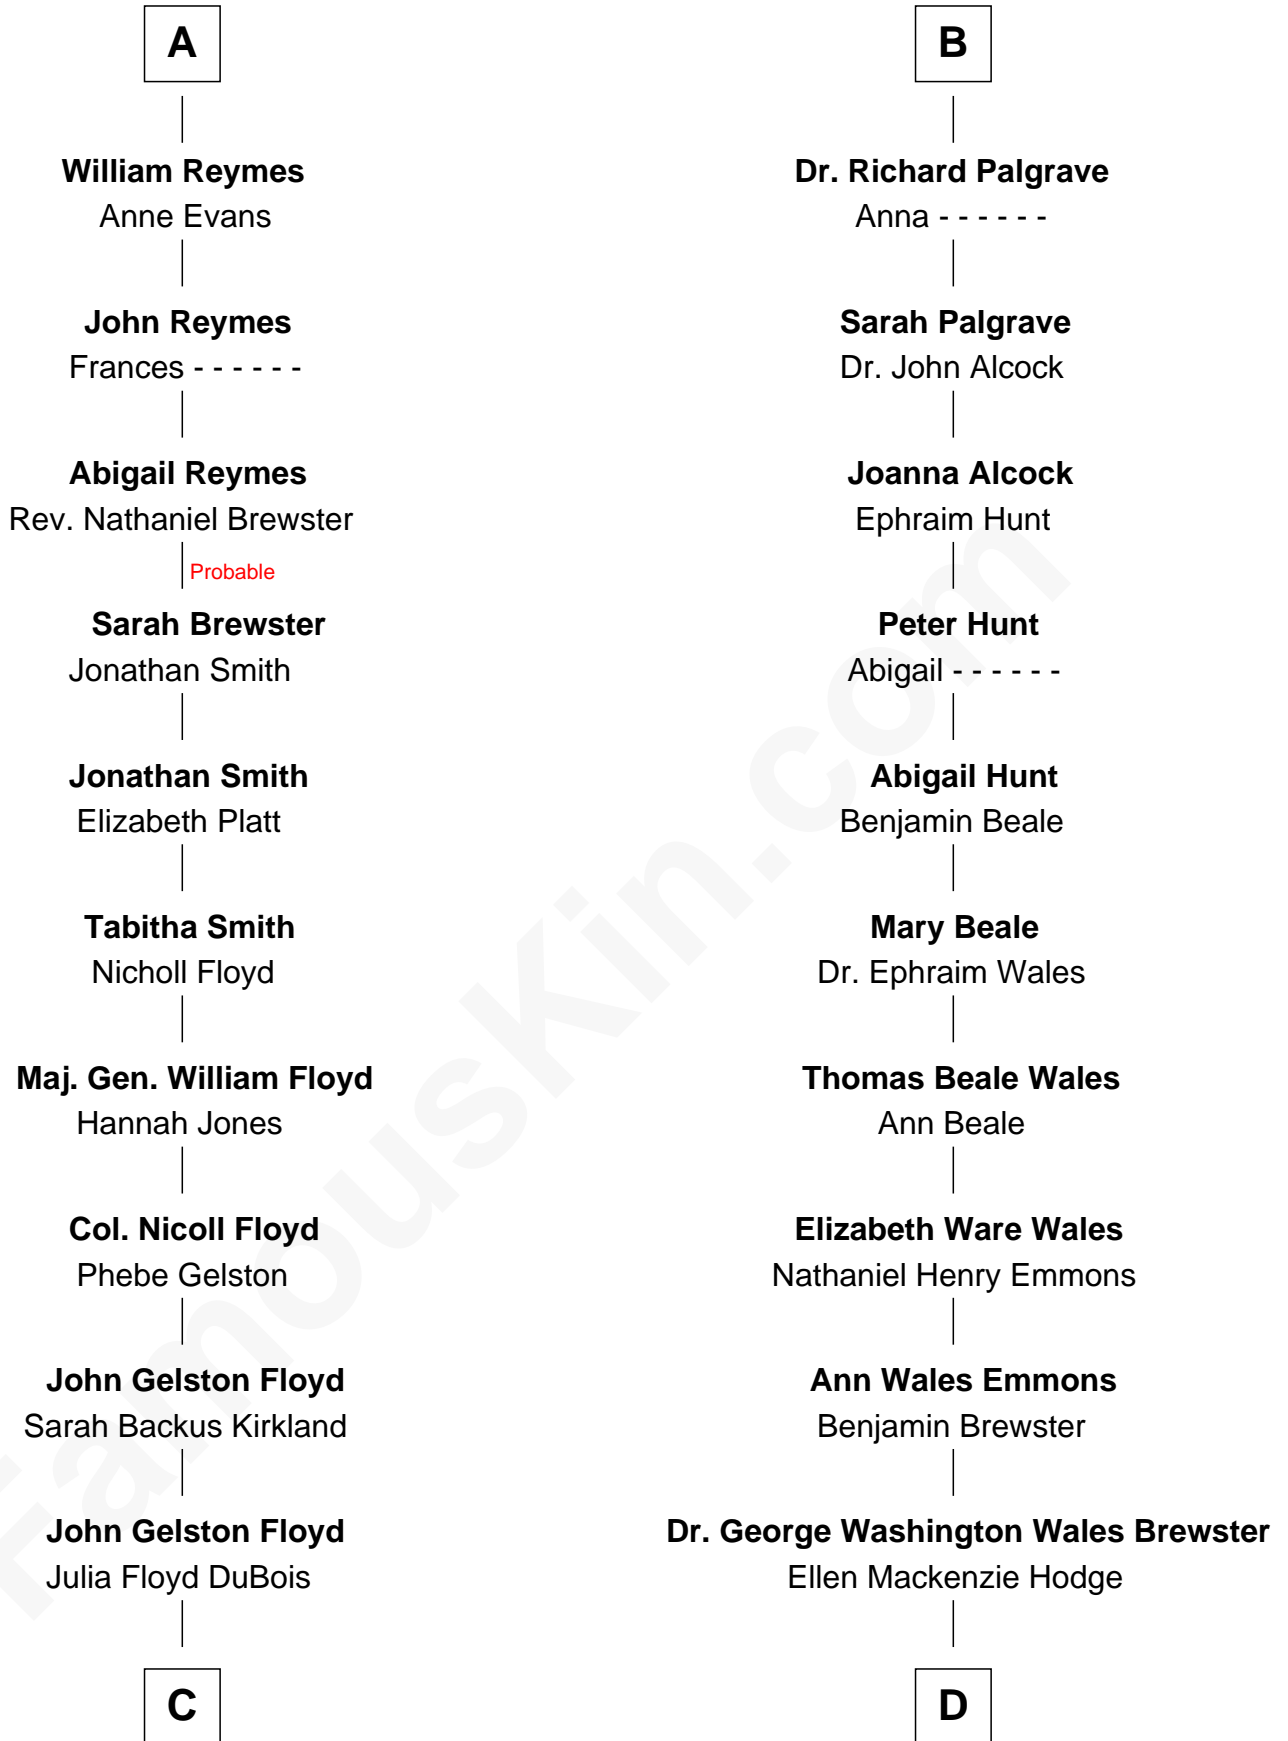 A
William Reymes
Anne Evans
John Reymes
Frances - - - - - -
Abigail Reymes
Rev. Nathaniel Brewster
Probable
Sarah Brewster
Jonathan Smith
Jonathan Smith
Elizabeth Platt
Tabitha Smith
Nicholl Floyd
Maj. Gen. William Floyd
Hannah Jones
Col. Nicoll Floyd
Phebe Gelston
John Gelston Floyd
Sarah Backus Kirkland
John Gelston Floyd
Julia Floyd DuBois
C
B
Dr. Richard Palgrave
Anna - - - - - -
Sarah Palgrave
Dr. John Alcock
Joanna Alcock
Ephraim Hunt
Peter Hunt
Abigail - - - - - -
Abigail Hunt
Benjamin Beale
Mary Beale
Dr. Ephraim Wales
Thomas Beale Wales
Ann Beale
Elizabeth Ware Wales
Nathaniel Henry Emmons
Ann Wales Emmons
Benjamin Brewster
Dr. George Washington Wales Brewster
Ellen Mackenzie Hodge
D
FamousKin.com